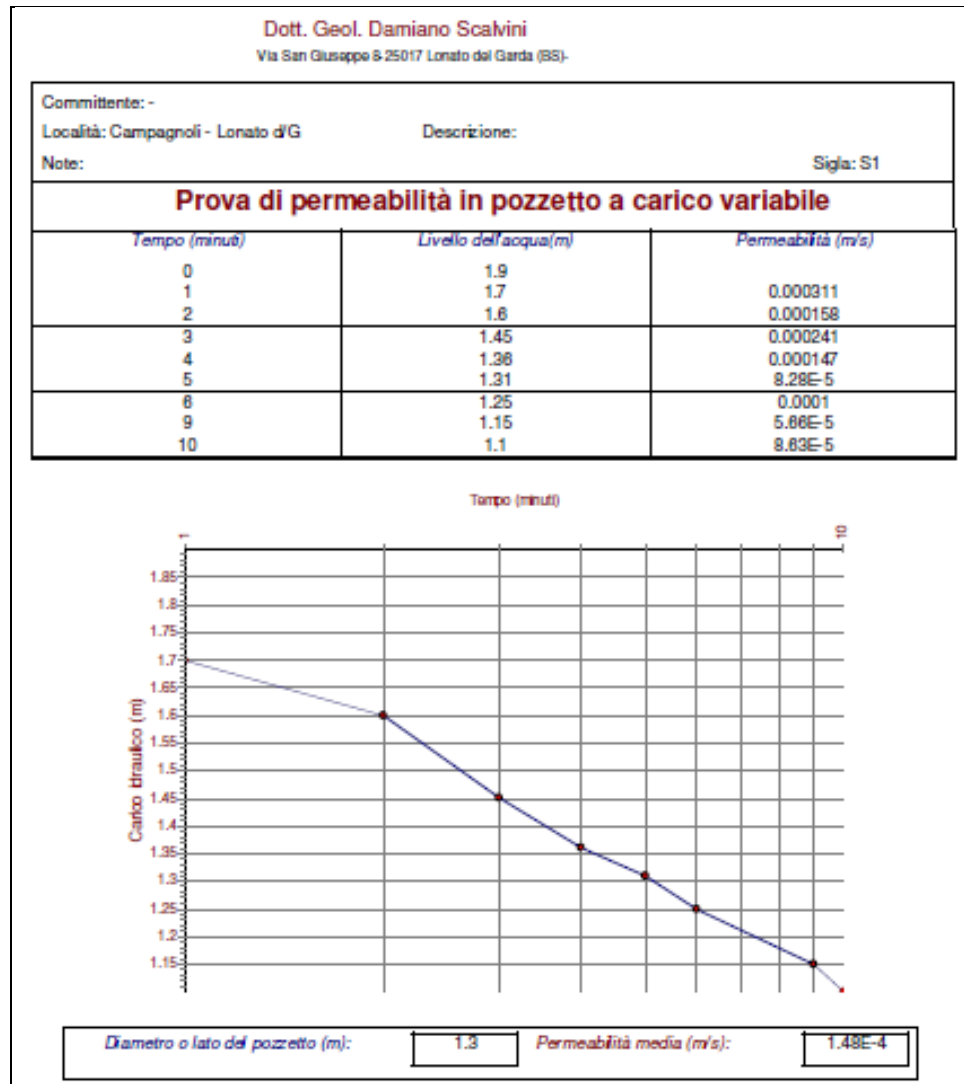 Dott. Geol. Damiano Scalvini
Via San Giuseppe 8-25017 Lonato del Garda (BS)-
Committente: -
Località: Campagnoli - Lonato d/G Descrizione:
Note: Sigla: S1
Prova di permeabilità in pozzetto a carico variabile
Tempo (minuti) Livello dell'acqua(m) Permeabilità (m/s)
0 1.9
1 1.7 0.000311
2 1.6 0.000158
3 1.45 0.000241
4 1.36 0.000147
5 1.31 8.28E-5
6 1.25 0.0001
9 1.15 5.66E-5
10 1.1 8.63E-5
Tempo (minuti)
1 10
Carico idraulico (m)
1.85
1.8
1.75
1.7
1.65
1.6
1.55
1.5
1.45
1.4
1.35
1.3
1.25
1.2
1.15
Diametro o lato del pozzetto (m): 1.3 Permeabilità media (m/s): 1.48E-4